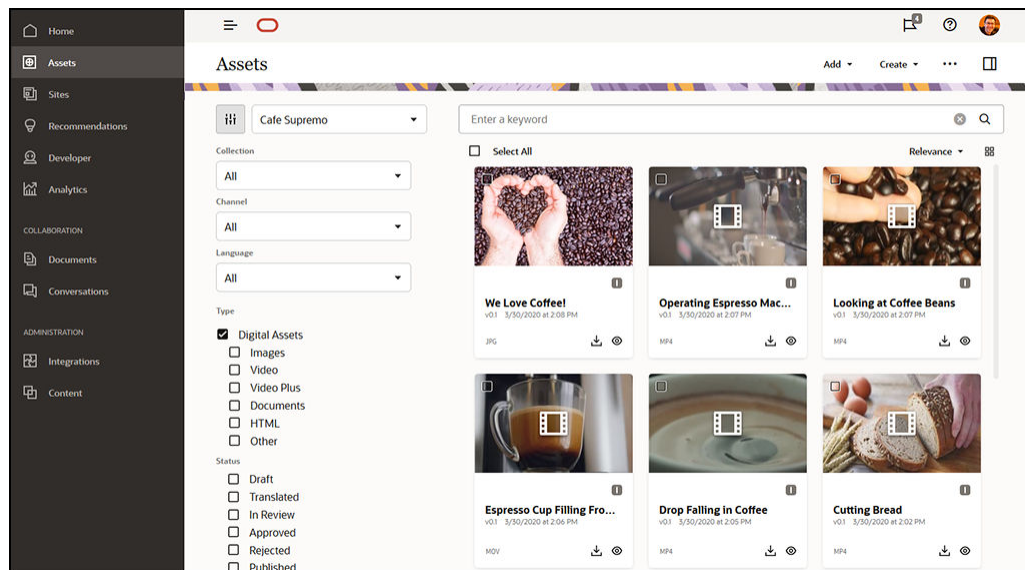 Home
Assets
Sites
Recommendations
Developer
Analytics
COLLABORATION
Documents
Conversations
ADMINISTRATION
Integrations
Content
4
Assets
Add
Create
Cafe Supremo
Enter a keyword
Collection
All
Channel
All
Language
All
Type
Digital Assets
Images
Video
Video Plus
Documents
HTML
Other
Status
Draft
Translated
In Review
Approved
Rejected
Published
Select All
Relevance
We Love Coffee!
v0.1 3/30/2020 at 2:08 PM
JPG
Operating Espresso Mac...
v0.1 3/30/2020 at 2:07 PM
MP4
Looking at Coffee Beans
v0.1 3/30/2020 at 2:07 PM
MP4
Espresso Cup Filling Fro...
v0.1 3/30/2020 at 2:06 PM
MOV
Drop Falling in Coffee
v0.1 3/30/2020 at 2:05 PM
MP4
Cutting Bread
v0.1 3/30/2020 at 2:02 PM
MP4